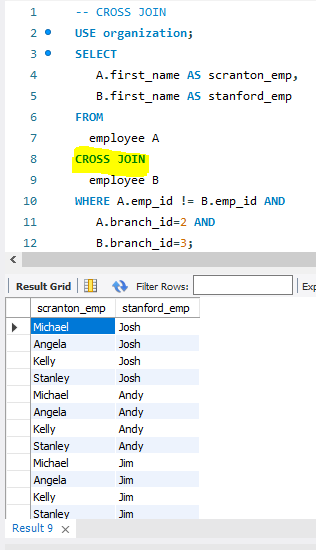 1 -- CROSS JOIN
2 USE organization;
3 SELECT
4 A.first_name AS scranton_emp,
5 B.first_name AS stanford_emp
6 FROM
7 employee A
8 CROSS JOIN
9 employee B
10 WHERE A.emp_id != B.emp_id AND
11 A.branch_id=2 AND
12 B.branch_id=3;
Result Grid Filter Rows: Exp
scranton_emp stanford_emp
Michael Josh
Angela Josh
Kelly Josh
Stanley Josh
Michael Andy
Angela Andy
Kelly Andy
Stanley Andy
Michael Jim
Angela Jim
Kelly Jim
Stanley Jim
Result 9 ×